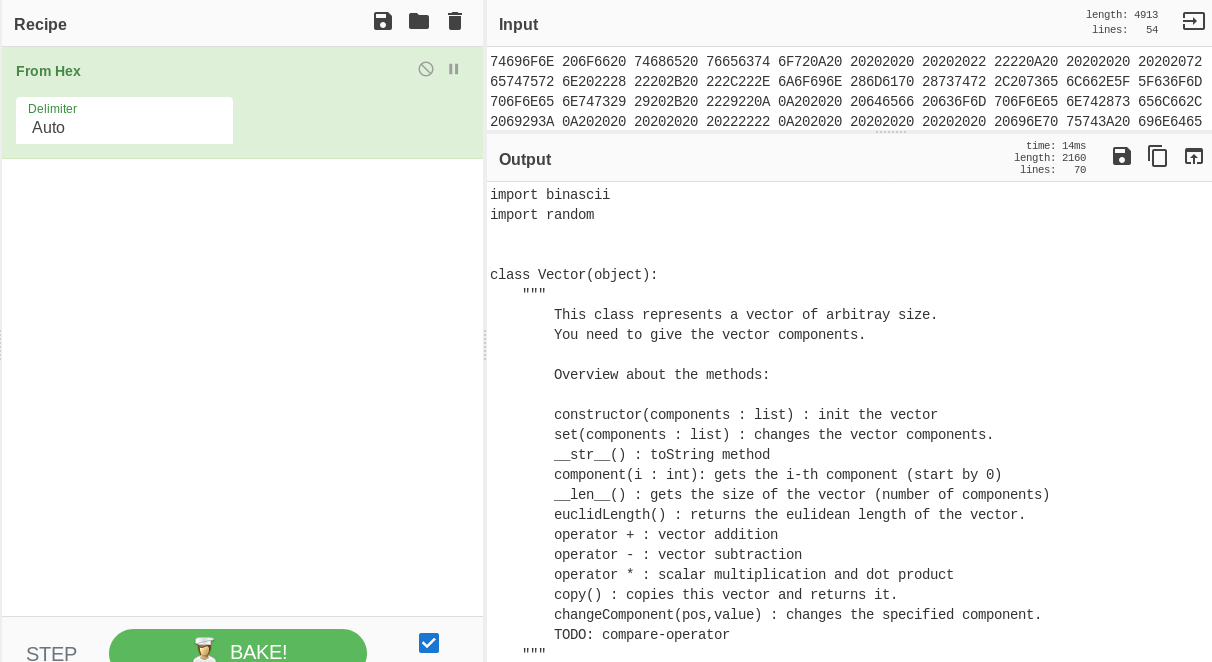 Recipe
From Hex
Delimiter
Auto
STEP
BAKE!
Input
length: 4913
lines: 54
74696F6E 206F6620 74686520 76656374 6F720A20 20202020 20202022 22220A20 20202020 20202072
65747572 6E202228 22202B20 222C222E 6A6F696E 286D6170 28737472 2C207365 6C662E5F 5F636F6D
706F6E65 6E747329 29202B20 2229220A 0A202020 20646566 20636F6D 706F6E65 6E742873 656C662C
2069293A 0A202020 20202020 20222222 0A202020 20202020 20202020 20696E70 75743A20 696E6465
Output
time: 14ms
length: 2160
lines: 70
import binascii
import random
class Vector(object):
"""
This class represents a vector of arbitray size.
You need to give the vector components.
Overview about the methods:
constructor(components : list) : init the vector
set(components : list) : changes the vector components.
__str__() : toString method
component(i : int): gets the i-th component (start by 0)
__len__() : gets the size of the vector (number of components)
euclidLength() : returns the eulidean length of the vector.
operator + : vector addition
operator - : vector subtraction
operator * : scalar multiplication and dot product
copy() : copies this vector and returns it.
changeComponent(pos,value) : changes the specified component.
TODO: compare-operator
"""